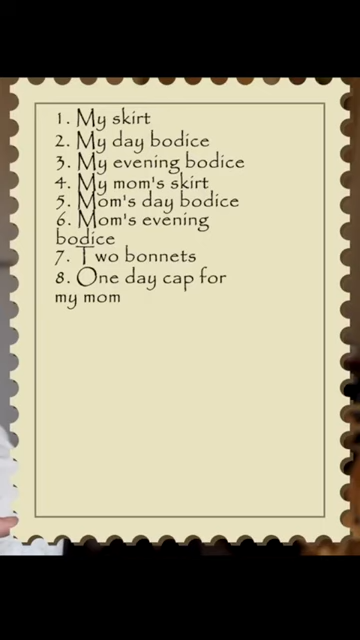 1. My skirt
2. My day bodice
3. My evening bodice
4. My mom's skirt
5. Mom's day bodice
6. Mom's evening
bodice
7. Two bonnets
8. One day cap for
my mom